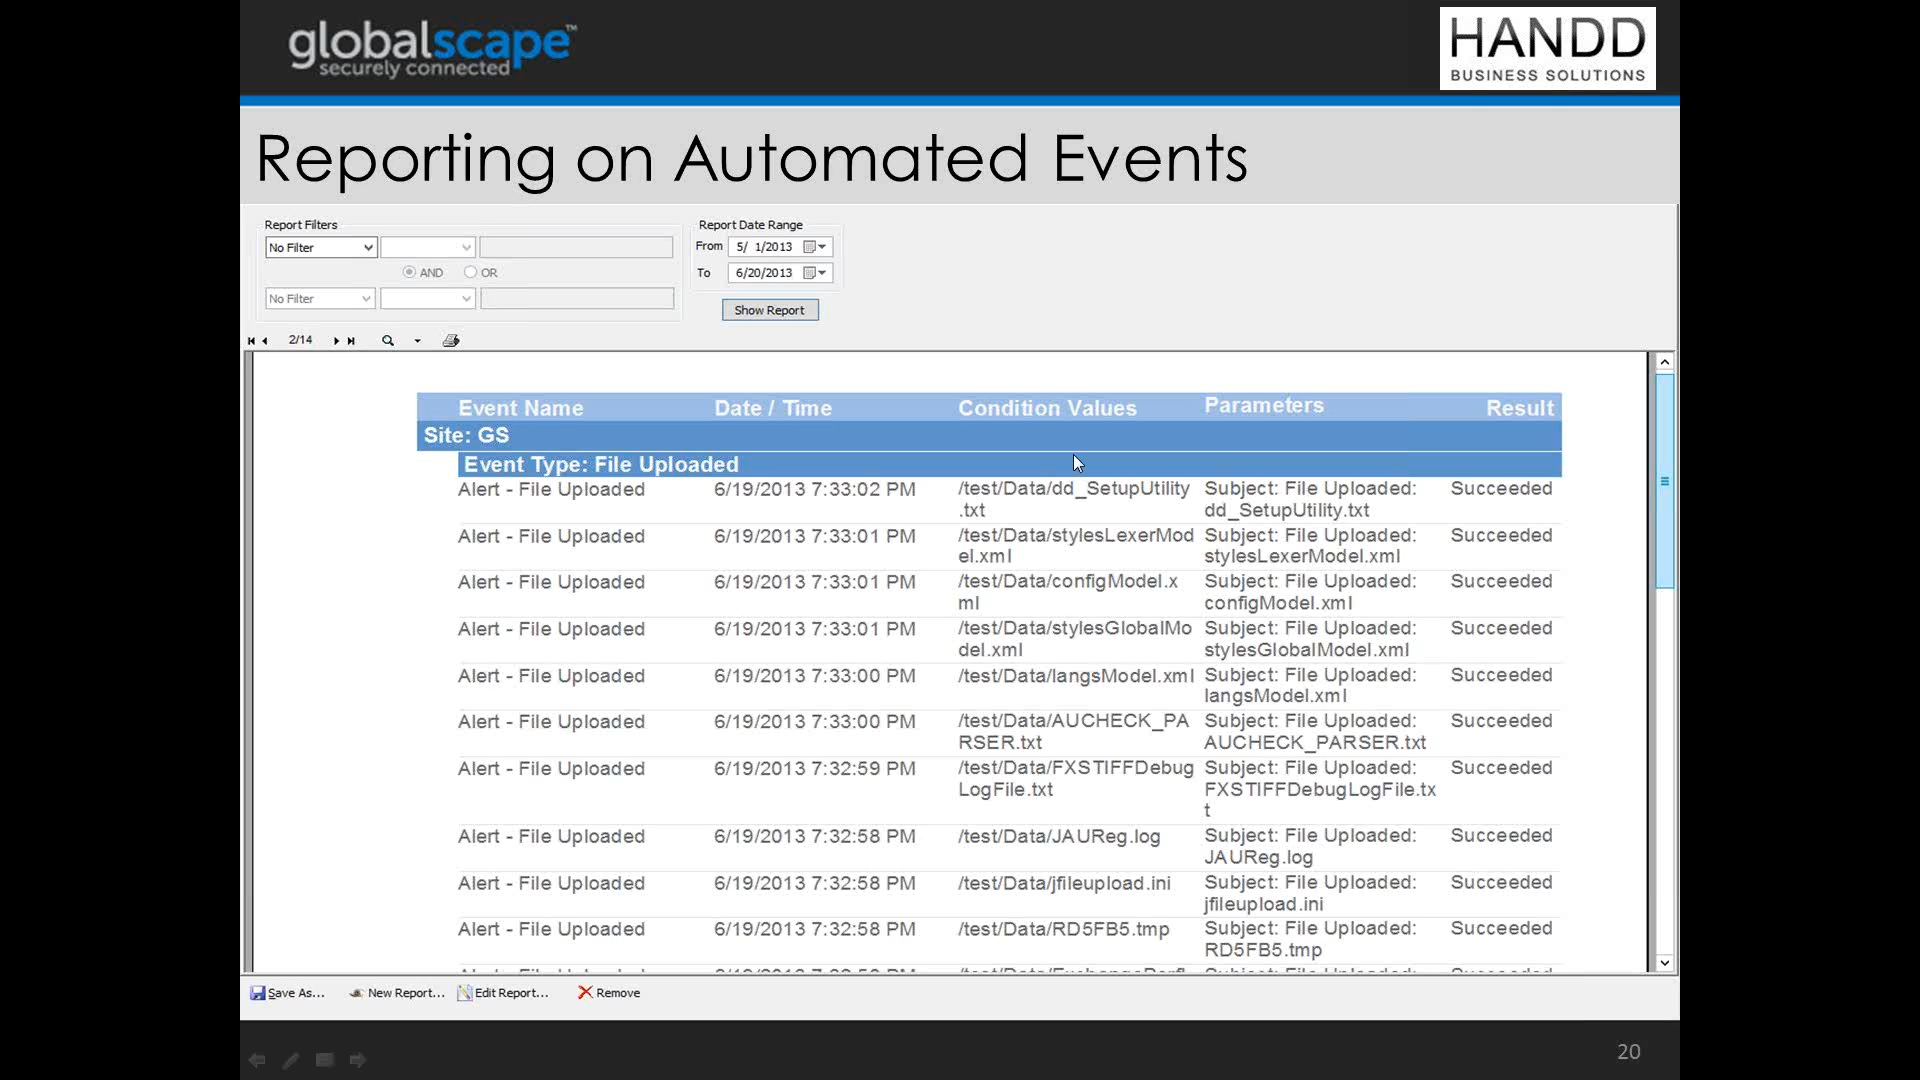 globalscape™
securely connected
HANDD
BUSINESS SOLUTIONS
Reporting on Automated Events
Report Filters
No Filter
AND OR
No Filter
Report Date Range
From 5/ 1/2013
To 6/20/2013
Show Report
2/14
Event Name Date / Time Condition Values Parameters Result
Site: GS
Event Type: File Uploaded
Alert - File Uploaded 6/19/2013 7:33:02 PM /test/Data/dd_SetupUtility Subject: File Uploaded: Succeeded
.txt dd_SetupUtility.txt
Alert - File Uploaded 6/19/2013 7:33:01 PM /test/Data/stylesLexerMod Subject: File Uploaded: Succeeded
el.xml stylesLexerModel.xml
Alert - File Uploaded 6/19/2013 7:33:01 PM /test/Data/configModel.x Subject: File Uploaded: Succeeded
ml configModel.xml
Alert - File Uploaded 6/19/2013 7:33:01 PM /test/Data/stylesGlobalMo Subject: File Uploaded: Succeeded
del.xml stylesGlobalModel.xml
Alert - File Uploaded 6/19/2013 7:33:00 PM /test/Data/langsModel.xml Subject: File Uploaded: Succeeded
langsModel.xml
Alert - File Uploaded 6/19/2013 7:33:00 PM /test/Data/AUCHECK_PA Subject: File Uploaded: Succeeded
RSER.txt AUCHECK_PARSER.txt
Alert - File Uploaded 6/19/2013 7:32:59 PM /test/Data/FXSTIFFDebug Subject: File Uploaded: Succeeded
LogFile.txt FXSTIFFDebugLogFile.tx
t
Alert - File Uploaded 6/19/2013 7:32:58 PM /test/Data/JAUReg.log Subject: File Uploaded: Succeeded
JAUReg.log
Alert - File Uploaded 6/19/2013 7:32:58 PM /test/Data/jfileupload.ini Subject: File Uploaded: Succeeded
jfileupload.ini
Alert - File Uploaded 6/19/2013 7:32:58 PM /test/Data/RD5FB5.tmp Subject: File Uploaded: Succeeded
RD5FB5.tmp
Save As... New Report... Edit Report... Remove
20